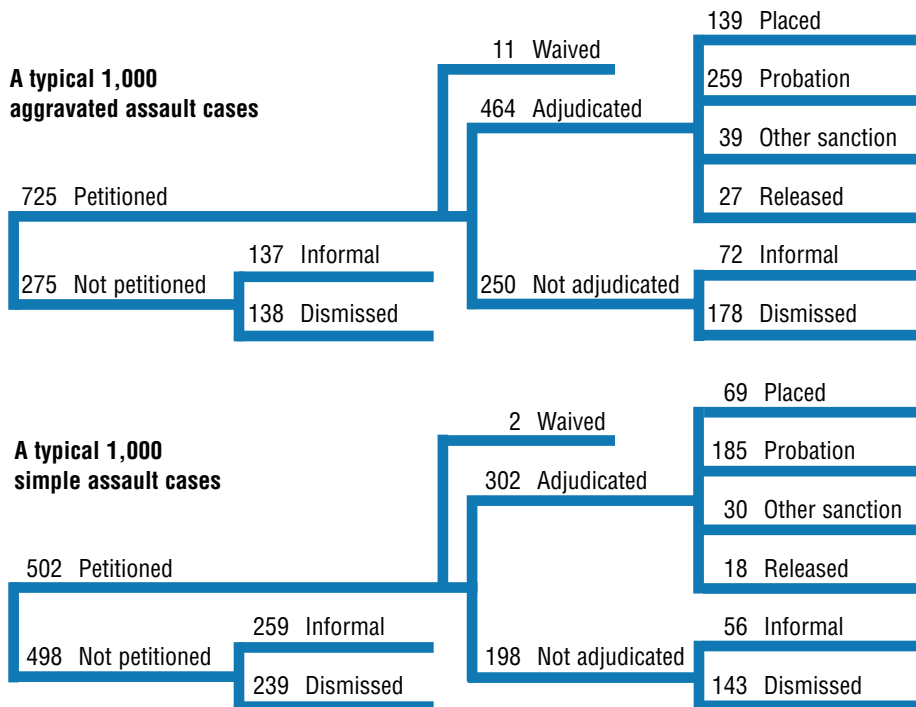 A typical 1,000
aggravated assault cases
725 Petitioned
275 Not petitioned
137 Informal
138 Dismissed
11 Waived
464 Adjudicated
139 Placed
259 Probation
39 Other sanction
27 Released
250 Not adjudicated
72 Informal
178 Dismissed
A typical 1,000
simple assault cases
502 Petitioned
498 Not petitioned
259 Informal
239 Dismissed
2 Waived
302 Adjudicated
69 Placed
185 Probation
30 Other sanction
18 Released
198 Not adjudicated
56 Informal
143 Dismissed